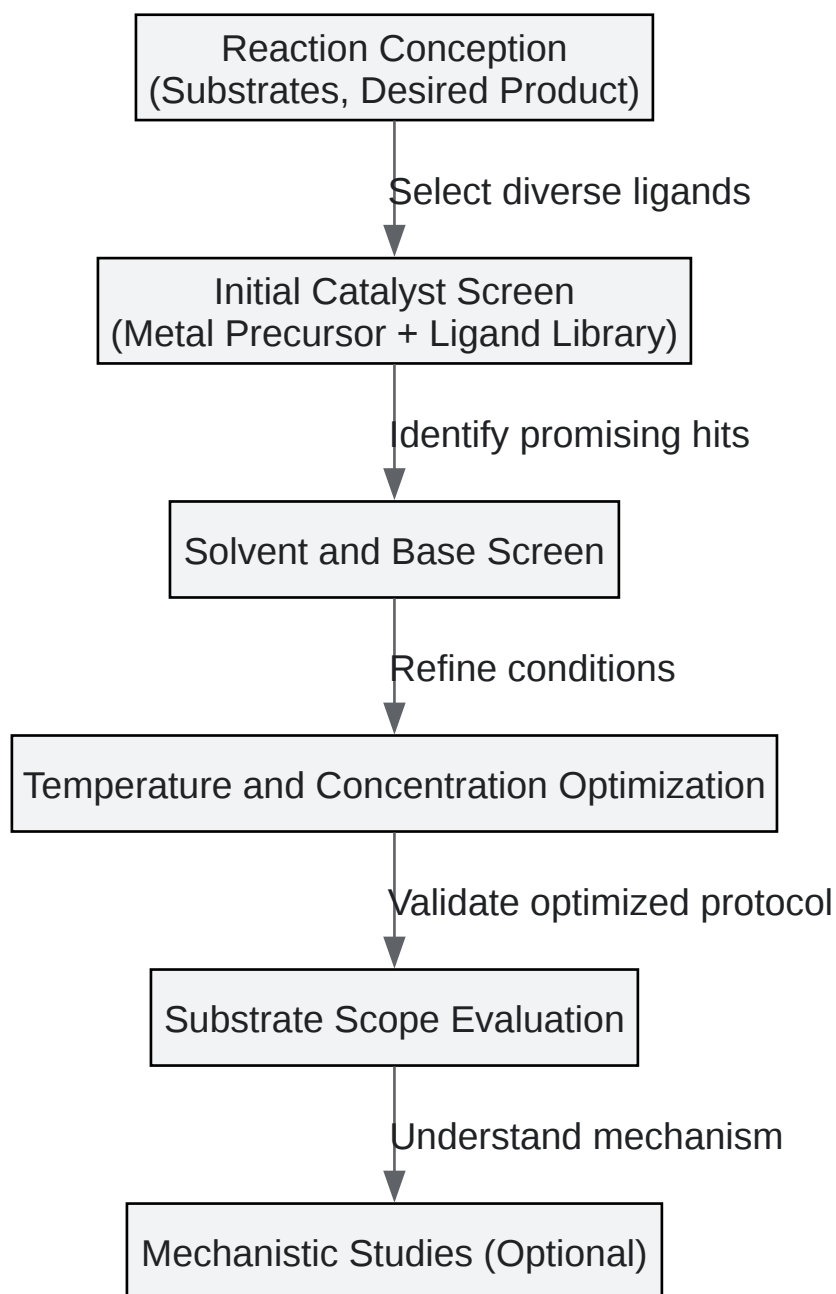 Reaction Conception
(Substrates, Desired Product)
Select diverse ligands
Initial Catalyst Screen
(Metal Precursor + Ligand Library)
Identify promising hits
Solvent and Base Screen
Refine conditions
Temperature and Concentration Optimization
Validate optimized protocol
Substrate Scope Evaluation
Understand mechanism
Mechanistic Studies (Optional)